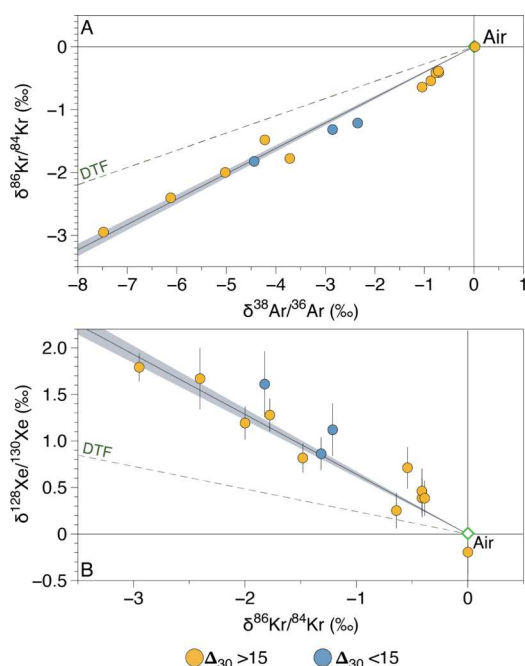 A
Air
0
−1
−2
−3
δ⁸⁶Kr/⁸⁴Kr (‰)
DTF
−8 −7 −6 −5 −4 −3 −2 −1 0 1
δ³⁸Ar/³⁶Ar (‰)
2.0
1.5
1.0
0.5
0
−0.5
δ¹²⁸Xe/¹³⁰Xe (‰)
DTF
Air
B
−3 −2 −1 0
δ⁸⁶Kr/⁸⁴Kr (‰)
Δ₃₀ >15 Δ₃₀ <15